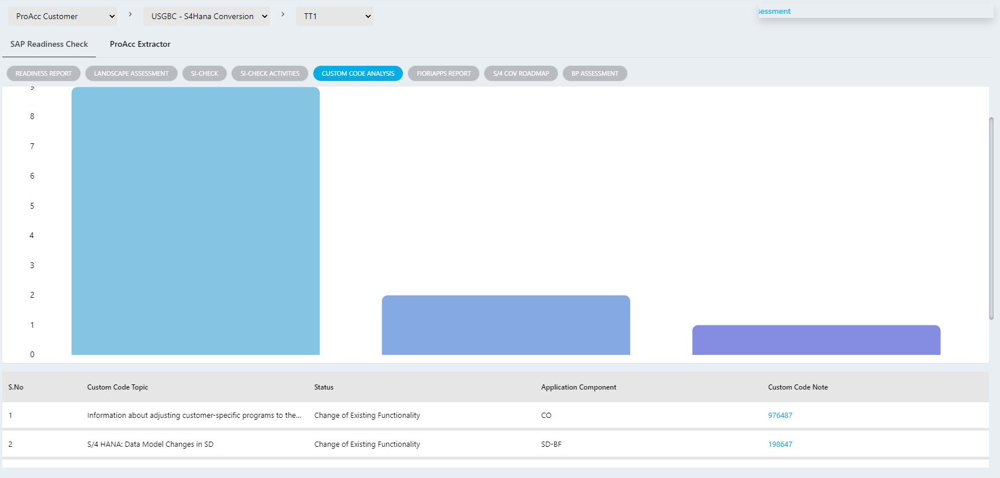 ProAcc Customer > USGBC - S4Hana Conversion > TT1
sessment
SAP Readiness Check ProAcc Extractor
READINESS REPORT LANDSCAPE ASSESSMENT SI-CHECK SI-CHECK ACTIVITIES CUSTOM CODE ANALYSIS FIORIAPPS REPORT S/4 COV ROADMAP BP ASSESSMENT
9
8
7
6
5
4
3
2
1
0
S.No Custom Code Topic Status Application Component Custom Code Note
1 Information about adjusting customer-specific programs to the... Change of Existing Functionality CO 976487
2 S/4 HANA: Data Model Changes in SD Change of Existing Functionality SD-BF 198647